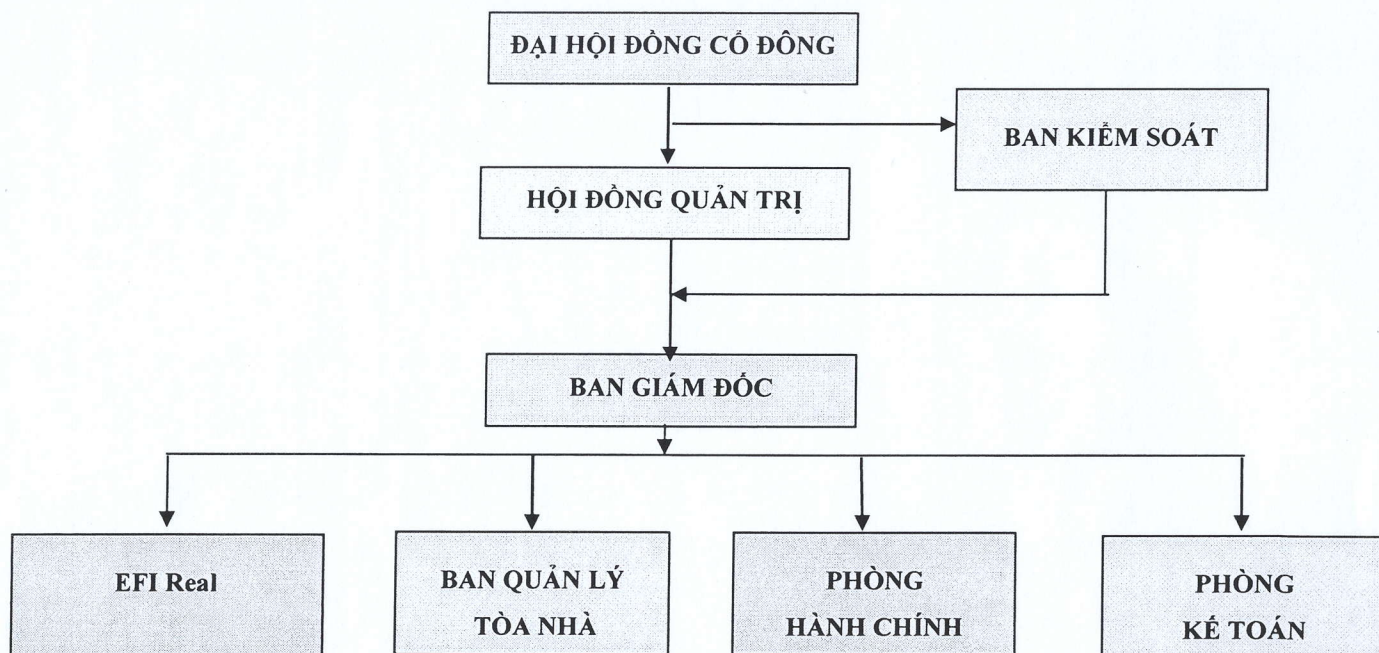 ĐẠI HỘI ĐỒNG CỔ ĐÔNG
BAN KIỂM SOÁT
HỘI ĐỒNG QUẢN TRỊ
BAN GIÁM ĐỐC
EFI Real
BAN QUẢN LÝ
TÒA NHÀ
PHÒNG
HÀNH CHÍNH
PHÒNG
KẾ TOÁN